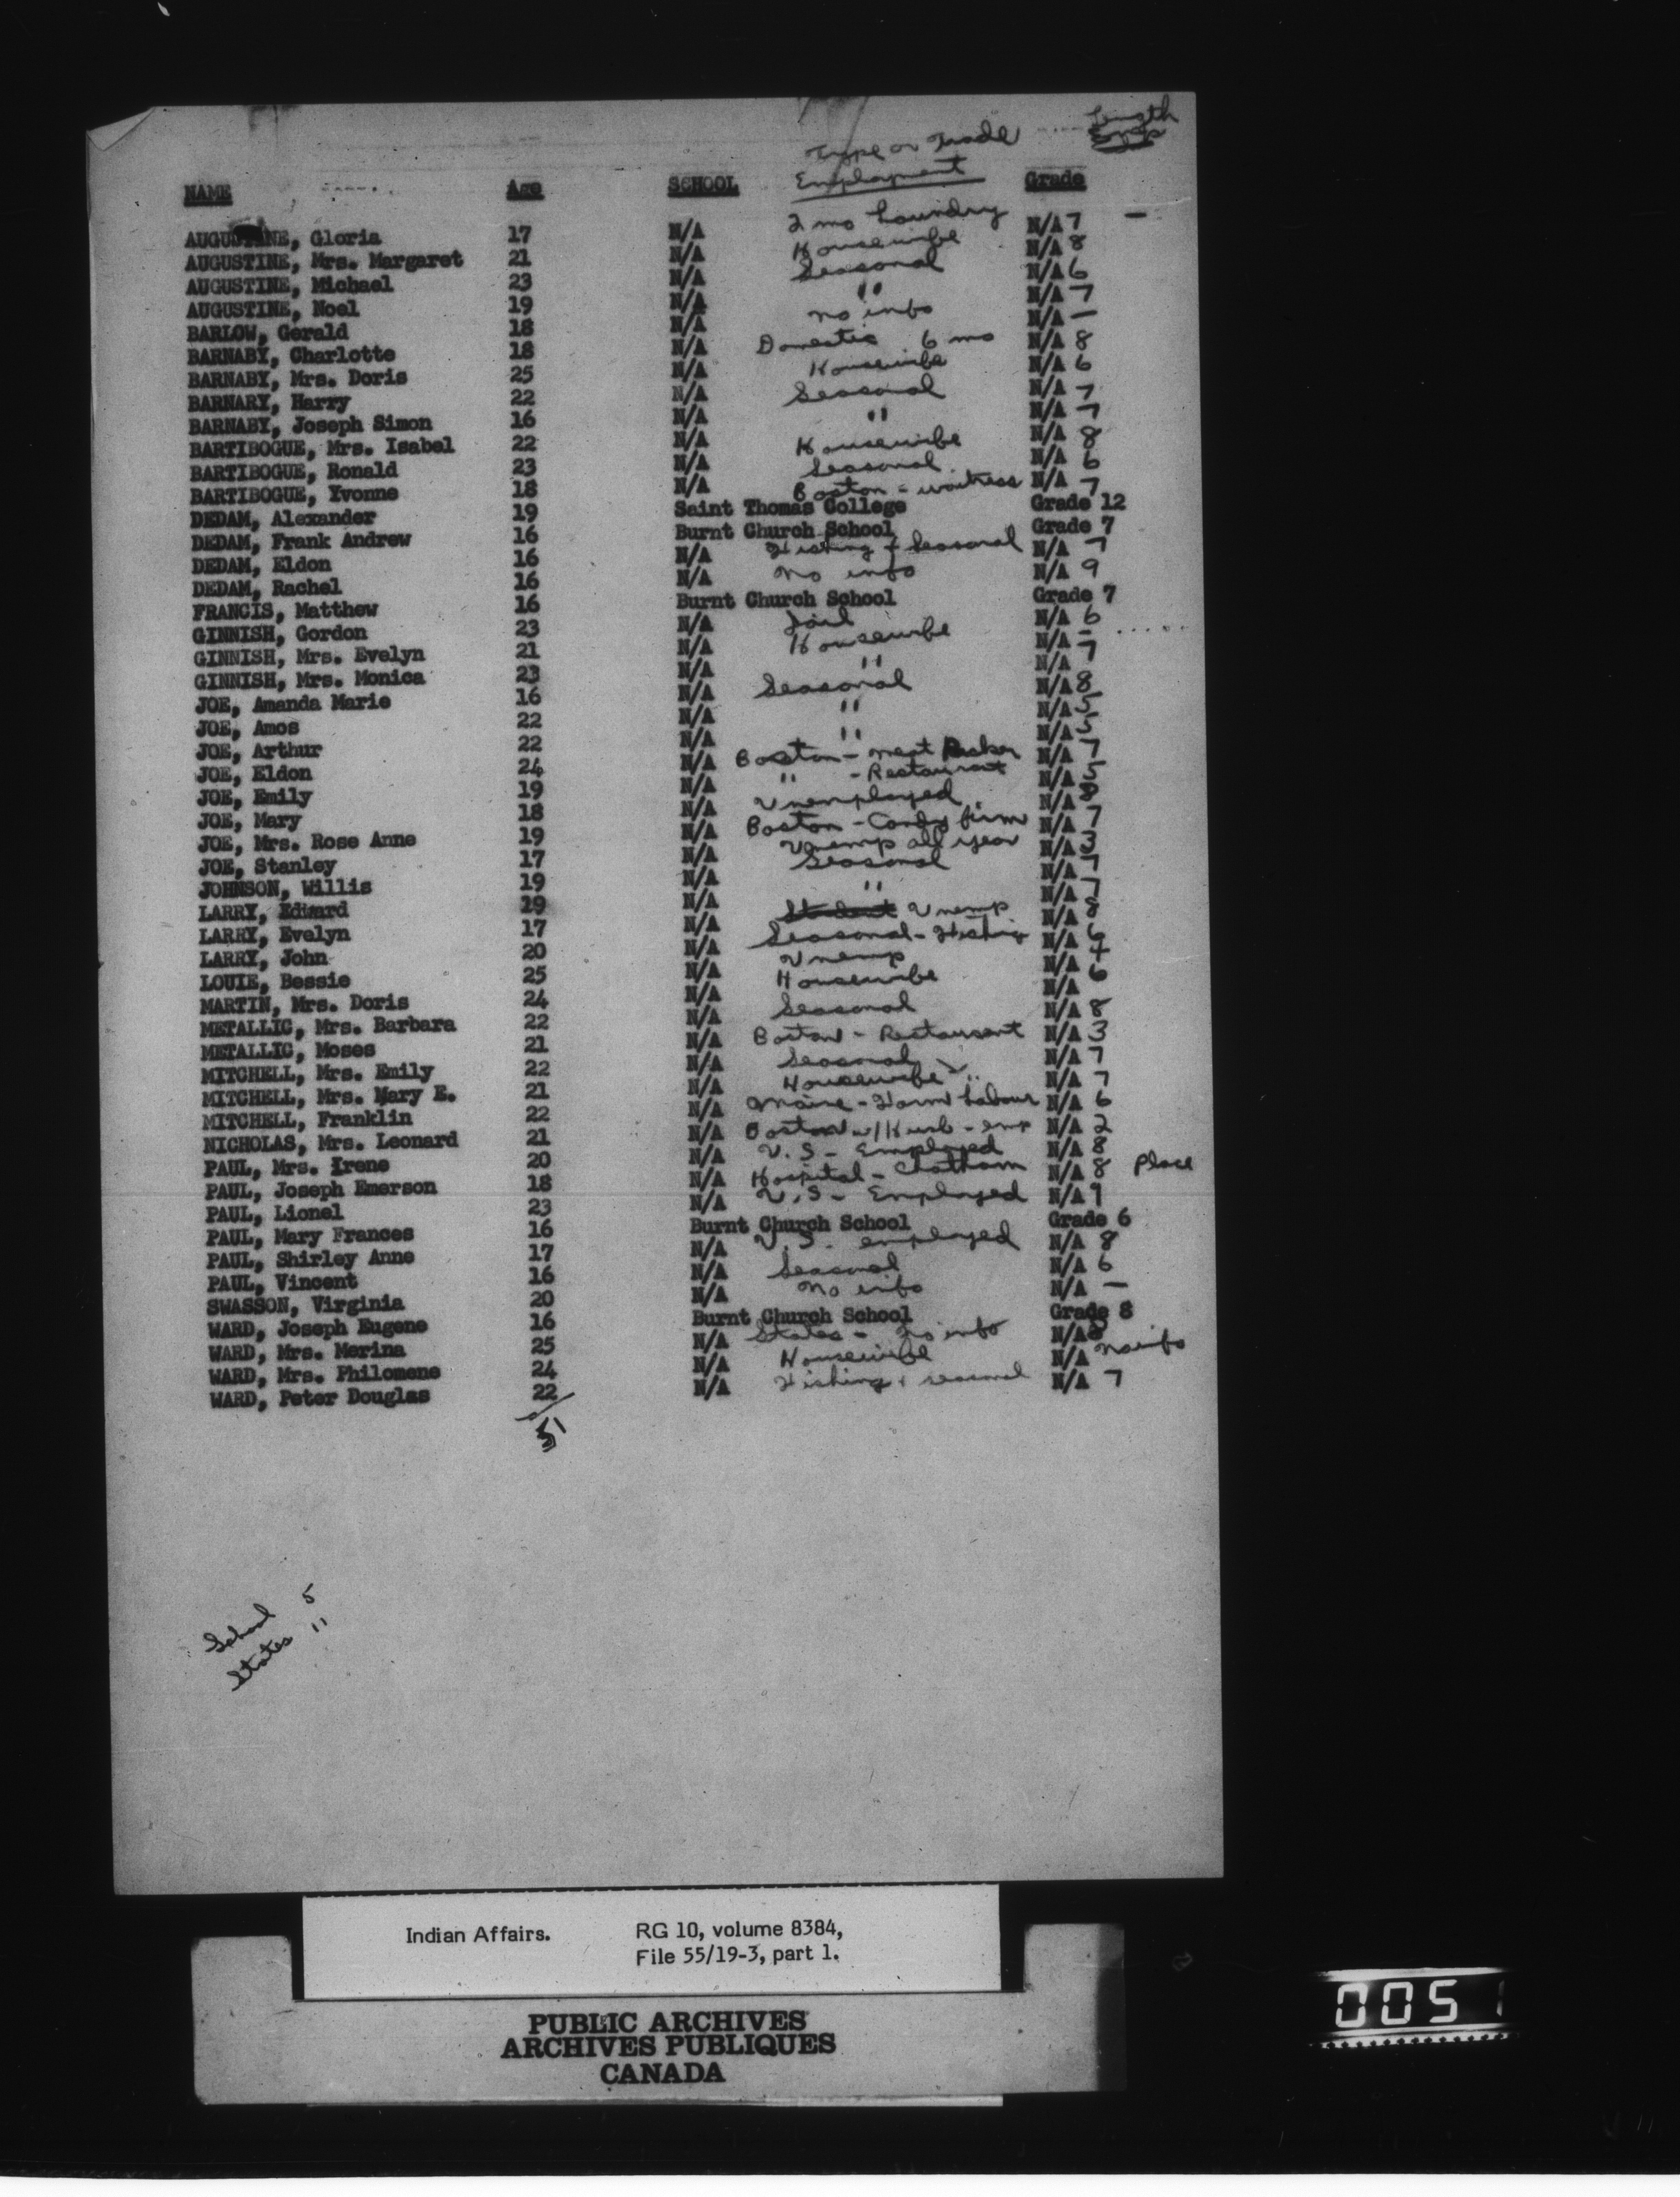 Length
Emp
Type or Trade
Employment
NAME Age SCHOOL Grade
AUGUSTINE, Gloria 17 N/A 2 mo Laundry N/A 7 —
AUGUSTINE, Mrs. Margaret 21 N/A Housewife N/A 8
AUGUSTINE, Michael 23 N/A Seasonal N/A 6
AUGUSTINE, Noel 19 N/A " N/A 7
BARLOW, Gerald 18 N/A no info N/A —
BARNABY, Charlotte 18 N/A Domestic 6 mo N/A 8
BARNABY, Mrs. Doris 25 N/A Housewife N/A 6
BARNARY, Harry 22 N/A Seasonal N/A 7
BARNABY, Joseph Simon 16 N/A " N/A 7
BARTIBOGUE, Mrs. Isabel 22 N/A Housewife N/A 8
BARTIBOGUE, Ronald 23 N/A Seasonal N/A 6
BARTIBOGUE, Yvonne 18 N/A Boston - waitress N/A 7
DEDAM, Alexander 19 Saint Thomas College Grade 12
DEDAM, Frank Andrew 16 Burnt Church School Grade 7
DEDAM, Eldon 16 N/A Fishing + Seasonal N/A 7
DEDAM, Rachel 16 N/A No info N/A 9
FRANCIS, Matthew 16 Burnt Church School Grade 7
GINNISH, Gordon 23 N/A Jail N/A 6
GINNISH, Mrs. Evelyn 21 N/A Housewife N/A -
GINNISH, Mrs. Monica 23 N/A " N/A 7
JOE, Amanda Marie 16 N/A Seasonal N/A 8
JOE, Amos 22 N/A " N/A 5
JOE, Arthur 22 N/A " N/A 5
JOE, Eldon 24 N/A Boston - meat Packer N/A 7
JOE, Emily 19 N/A " - Restaurant N/A 5
JOE, Mary 18 N/A Unemployed N/A 8
JOE, Mrs. Rose Anne 19 N/A Boston - Candy firm N/A 7
JOE, Stanley 17 N/A Unemp all year N/A 3
JOHNSON, Willis 19 N/A Seasonal N/A 7
LARRY, Edward 19 N/A " N/A 7
LARRY, Evelyn 17 N/A Student Unemp N/A 8
LARRY, John 20 N/A Seasonal - Fishing N/A 6
LOUIE, Bessie 25 N/A Unemp N/A 4
MARTIN, Mrs. Doris 24 N/A Housewife N/A 6
METALLIC, Mrs. Barbara 22 N/A Seasonal N/A 8
METALLIC, Moses 21 N/A Boston - Restaurant N/A 3
MITCHELL, Mrs. Emily 22 N/A Seasonal N/A 7
MITCHELL, Mrs. Mary E. 21 N/A Housewife " N/A 7
MITCHELL, Franklin 22 N/A Maine - Farm Labour N/A 6
NICHOLAS, Mrs. Leonard 21 N/A Boston w/Husb - emp N/A 2
PAUL, Mrs. Irene 20 N/A U.S - Employed N/A 8
PAUL, Joseph Emerson 18 N/A Hospital - Chatham N/A 8 Place
PAUL, Lionel 23 N/A U.S - Employed N/A 9
PAUL, Mary Frances 16 Burnt Church School Grade 6
PAUL, Shirley Anne 17 N/A U.S. employed N/A 8
PAUL, Vincent 16 N/A Seasonal N/A 6
SWASSON, Virginia 20 N/A No info N/A —
WARD, Joseph Eugene 16 Burnt Church School Grade 8
WARD, Mrs. Merina 25 N/A States - No info N/A 8
WARD, Mrs. Philomene 24 N/A Housewife N/A No info
WARD, Peter Douglas 22 N/A Fishing + seasonal N/A 7
51
School 5
States 11
Indian Affairs. RG 10, volume 8384,
File 55/19-3, part 1.
PUBLIC ARCHIVES
ARCHIVES PUBLIQUES
CANADA
0051